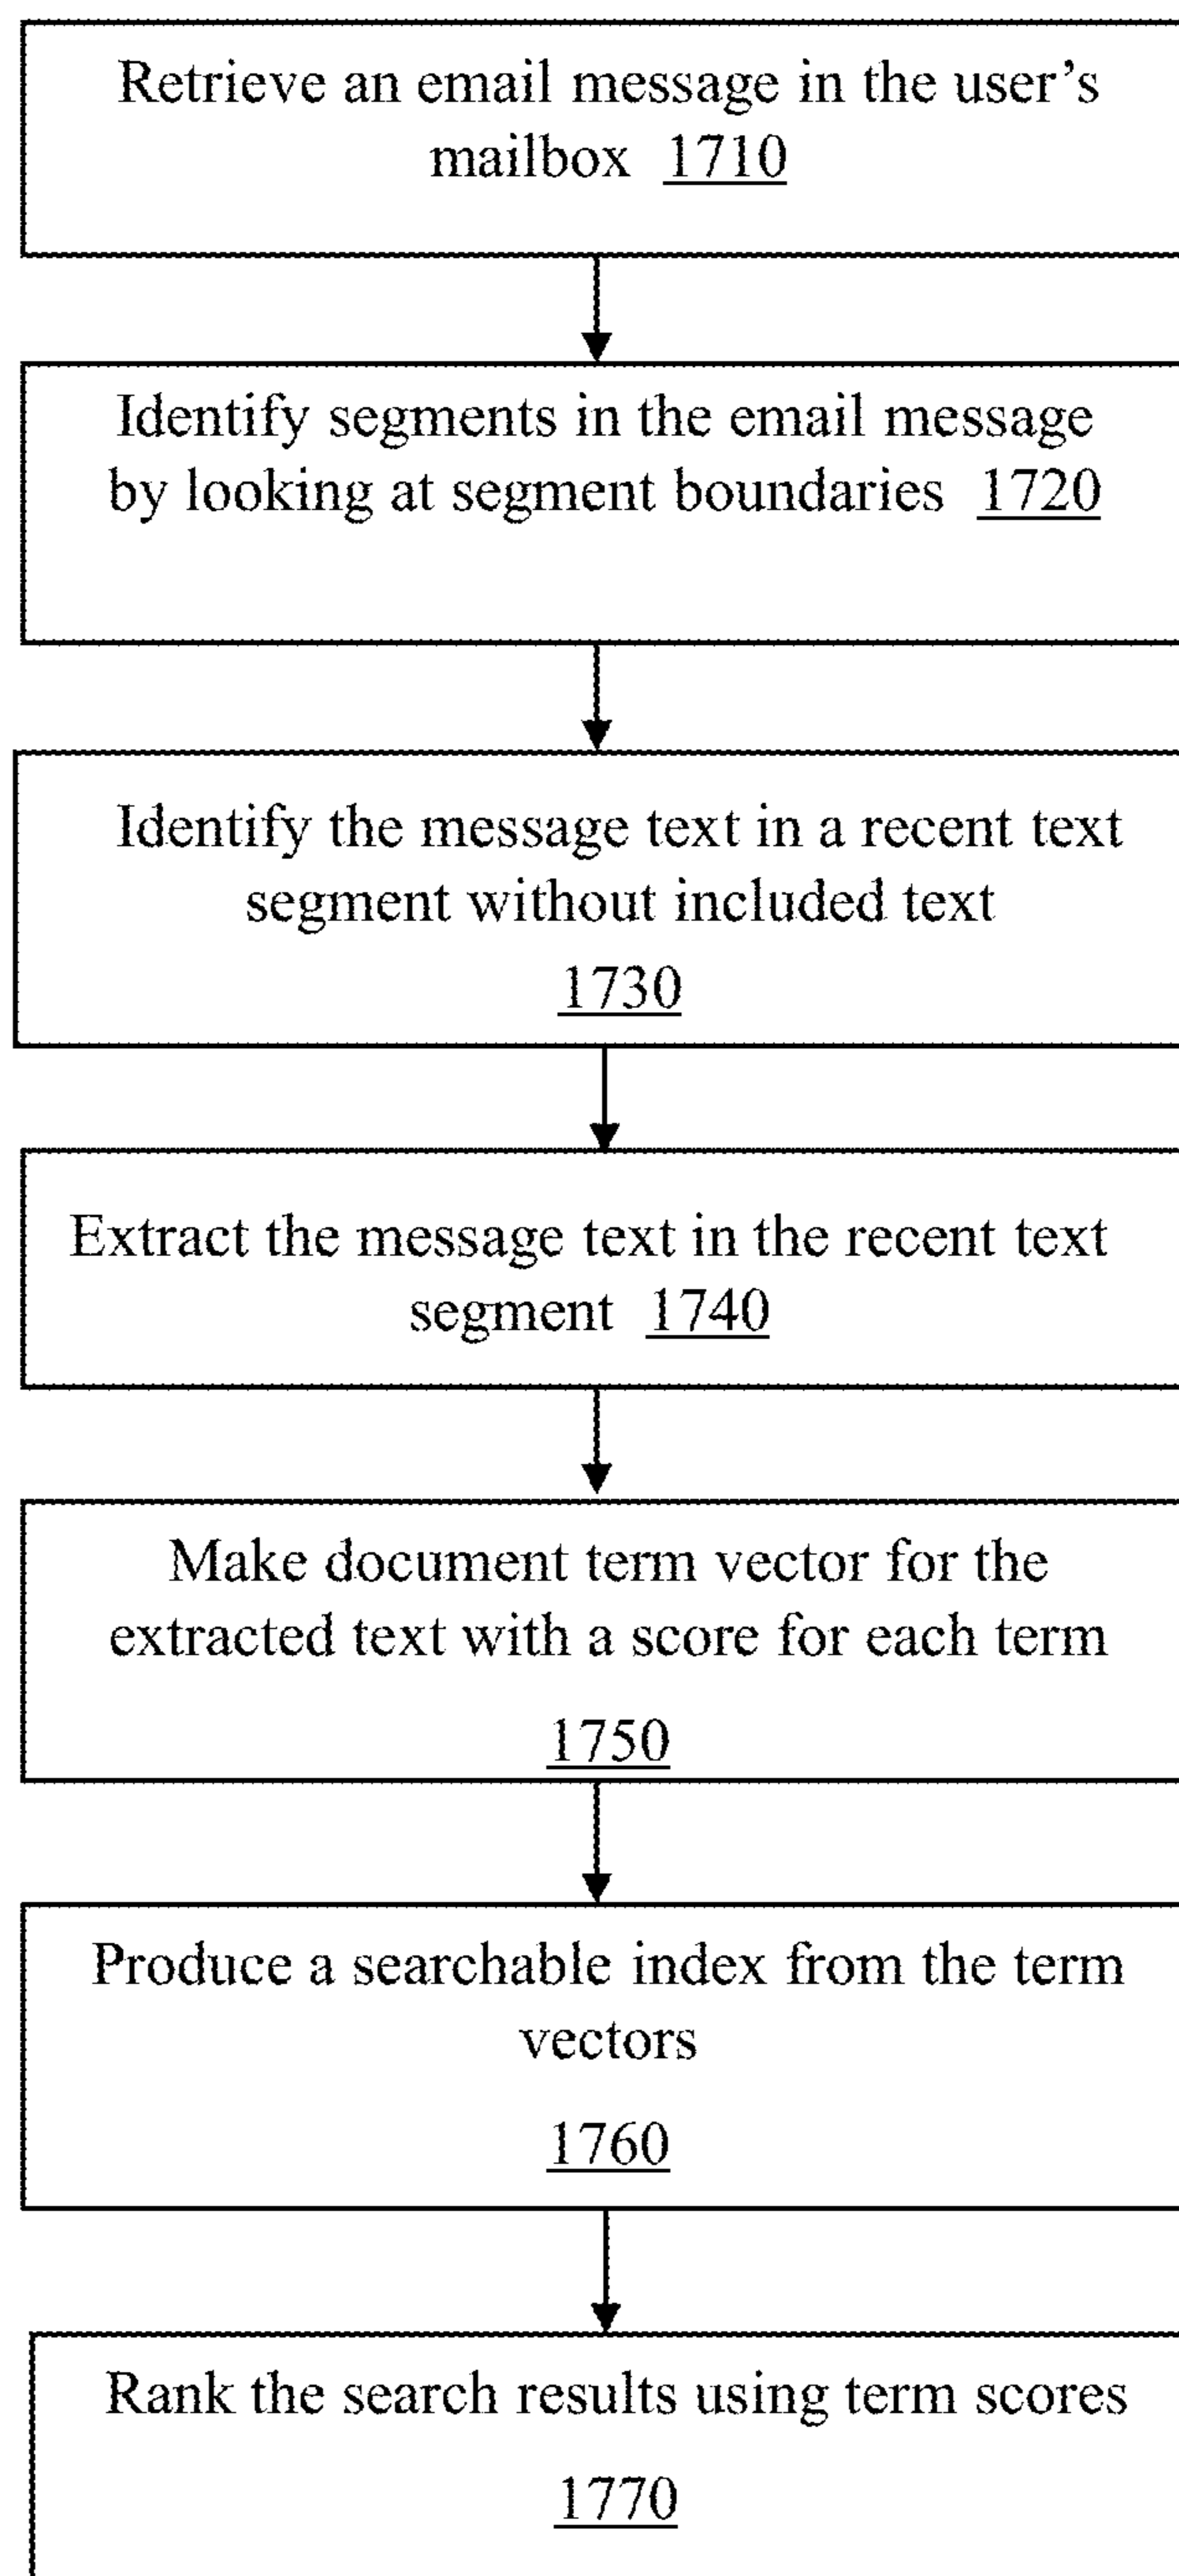 Retrieve an email message in the user’s
mailbox 1710
Identify segments in the email message
by looking at segment boundaries 1720
Identify the message text in a recent text
segment without included text
1730
Extract the message text in the recent text
segment 1740
Make document term vector for the
extracted text with a score for each term
1750
Produce a searchable index from the term
vectors
1760
Rank the search results using term scores
1770